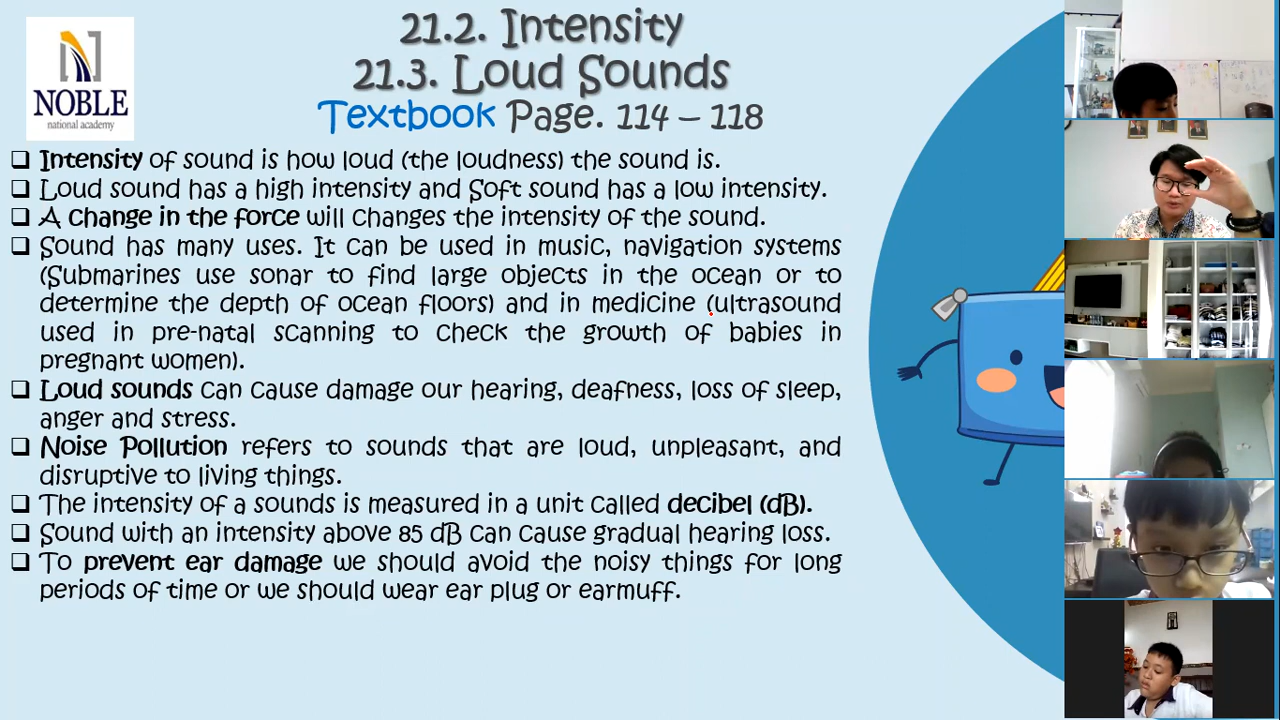 NOBLE
national academy
21.2. Intensity
21.3. Loud Sounds
Textbook Page. 114 – 118
❑ Intensity of sound is how loud (the loudness) the sound is.
❑ Loud sound has a high intensity and Soft sound has a low intensity.
❑ A change in the force will changes the intensity of the sound.
❑ Sound has many uses. It can be used in music, navigation systems
(Submarines use sonar to find large objects in the ocean or to
determine the depth of ocean floors) and in medicine (ultrasound
used in pre-natal scanning to check the growth of babies in
pregnant women).
❑ Loud sounds can cause damage our hearing, deafness, loss of sleep,
anger and stress.
❑ Noise Pollution refers to sounds that are loud, unpleasant, and
disruptive to living things.
❑ The intensity of a sounds is measured in a unit called decibel (dB).
❑ Sound with an intensity above 85 dB can cause gradual hearing loss.
❑ To prevent ear damage we should avoid the noisy things for long
periods of time or we should wear ear plug or earmuff.